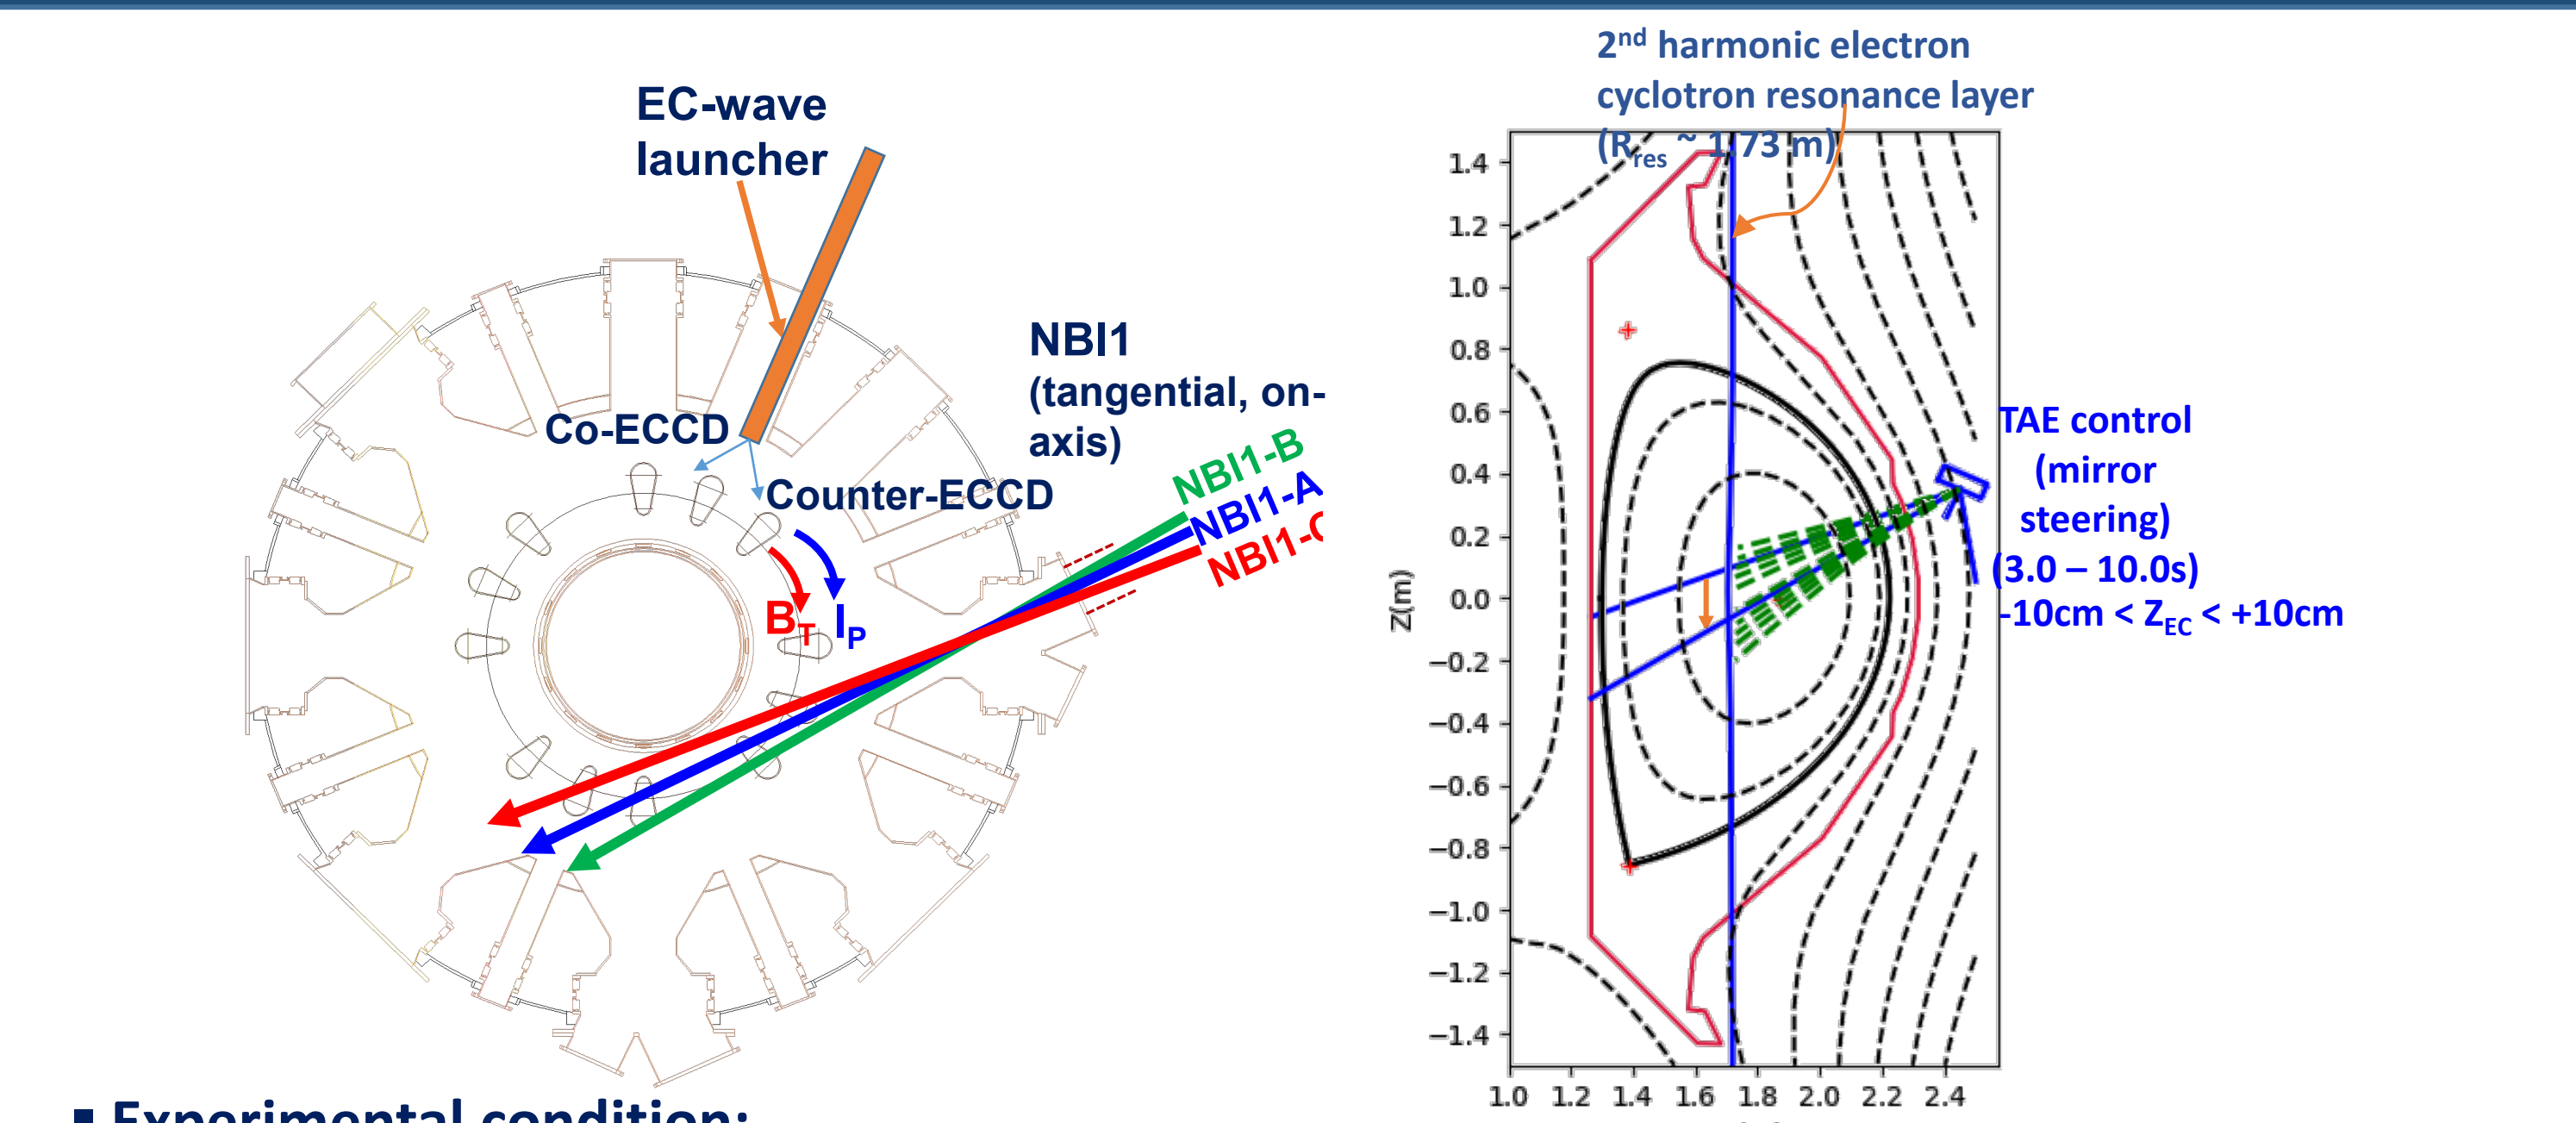 EC-wave
launcher
Co-ECCD
Counter-ECCD
NBI1
(tangential, on-
axis)
NBI1-B
NBI1-A
B_T
I_P
2nd harmonic electron
cyclotron resonance layer
(R_res ~ 1.73 m)
TAE control
(mirror
steering)
(3.0 – 10.0s)
-10cm < Z_EC < +10cm
Z(m)
1.4
1.2
1.0
0.8
0.6
0.4
0.2
0.0
−0.2
−0.4
−0.6
−0.8
−1.0
−1.2
−1.4
1.0 1.2 1.4 1.6 1.8 2.0 2.2 2.4
▪ Experimental condition: